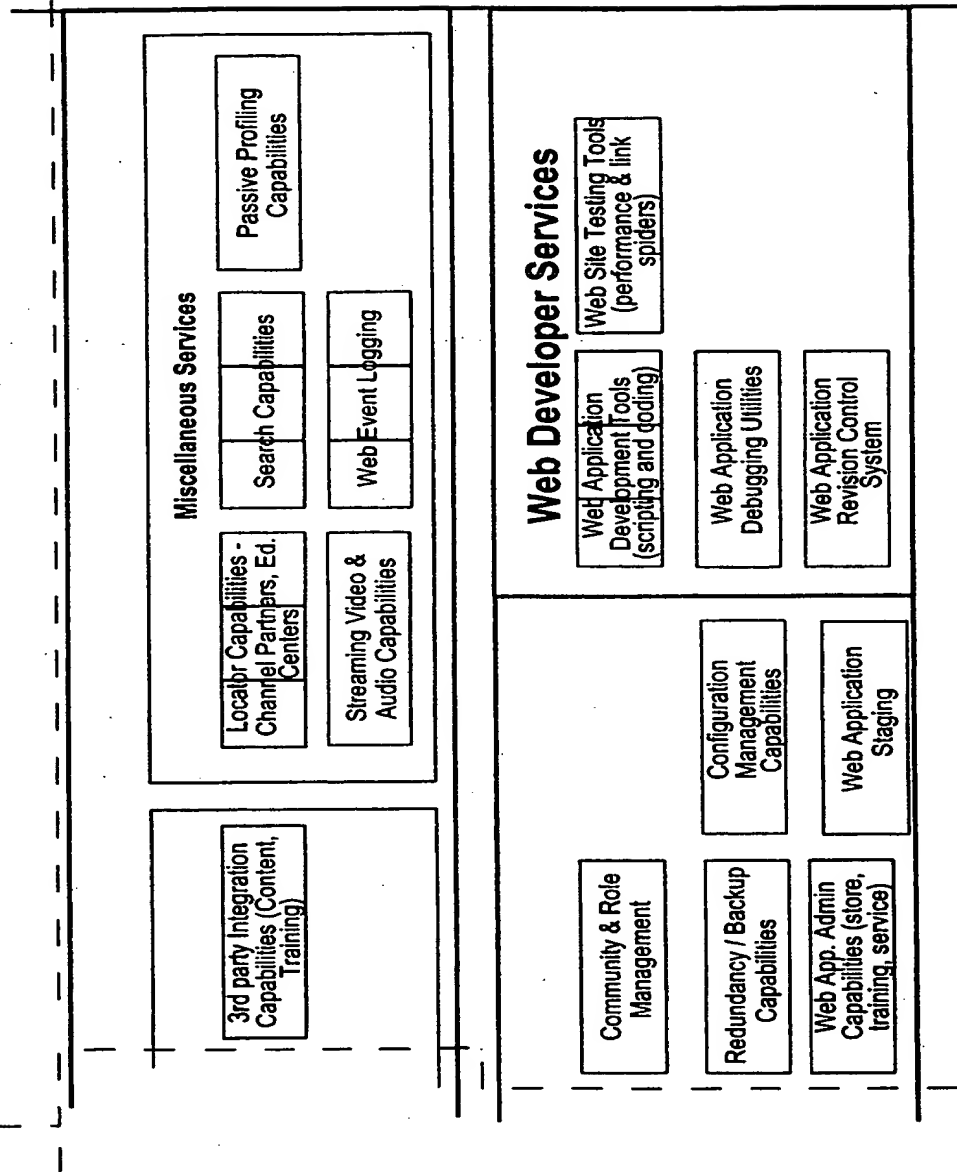 Miscellaneous Services
3rd party Integration
Capabilities (Content,
Training)
Locator Capabilities -
Channel Partners, Ed.
Centers
Search Capabilities
Passive Profiling
Capabilities
Streaming Video &
Audio Capabilities
Web Event Logging
Web Developer Services
Community & Role
Management
Web Application
Development Tools
(scripting and coding)
Web Site Testing Tools
(performance & link
spiders)
Redundancy / Backup
Capabilities
Configuration
Management
Capabilities
Web Application
Debugging Utilities
Web App. Admin
Capabilities (store,
training, service)
Web Application
Staging
Web Application
Revision Control
System